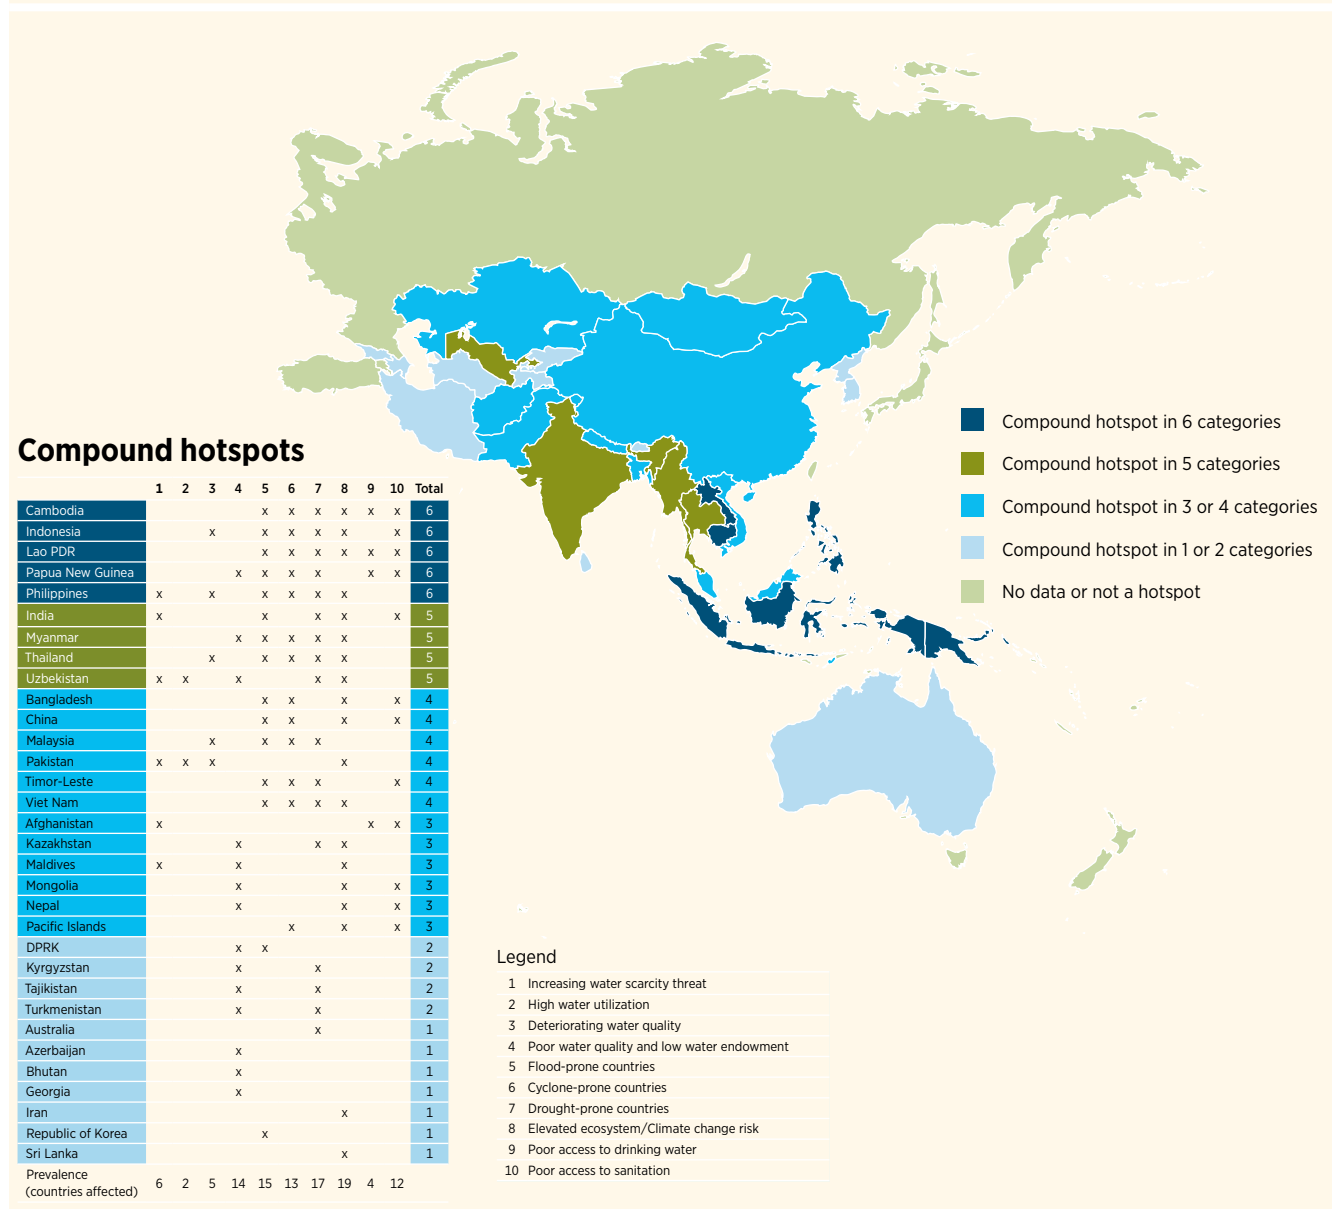 Compound hotspots
1 2 3 4 5 6 7 8 9 10 Total
Cambodia x x x x x x 6
Indonesia x x x x x x 6
Lao PDR x x x x x x 6
Papua New Guinea x x x x x x 6
Philippines x x x x x x 6
India x x x x x 5
Myanmar x x x x x 5
Thailand x x x x x 5
Uzbekistan x x x x x 5
Bangladesh x x x x 4
China x x x x 4
Malaysia x x x x 4
Pakistan x x x x 4
Timor-Leste x x x x 4
Viet Nam x x x x 4
Afghanistan x x x 3
Kazakhstan x x x 3
Maldives x x x 3
Mongolia x x x 3
Nepal x x x 3
Pacific Islands x x x 3
DPRK x x 2
Kyrgyzstan x x 2
Tajikistan x x 2
Turkmenistan x x 2
Australia x 1
Azerbaijan x 1
Bhutan x 1
Georgia x 1
Iran x 1
Republic of Korea x 1
Sri Lanka x 1
Prevalence
(countries affected) 6 2 5 14 15 13 17 19 4 12
Compound hotspot in 6 categories
Compound hotspot in 5 categories
Compound hotspot in 3 or 4 categories
Compound hotspot in 1 or 2 categories
No data or not a hotspot
Legend
1 Increasing water scarcity threat
2 High water utilization
3 Deteriorating water quality
4 Poor water quality and low water endowment
5 Flood-prone countries
6 Cyclone-prone countries
7 Drought-prone countries
8 Elevated ecosystem/Climate change risk
9 Poor access to drinking water
10 Poor access to sanitation